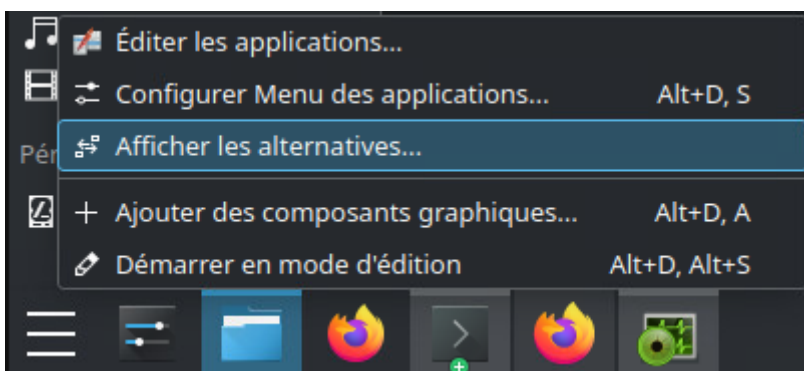 Éditer les applications...
Configurer Menu des applications... Alt+D, S
Pér
Afficher les alternatives...
Ajouter des composants graphiques... Alt+D, A
Démarrer en mode d'édition Alt+D, Alt+S